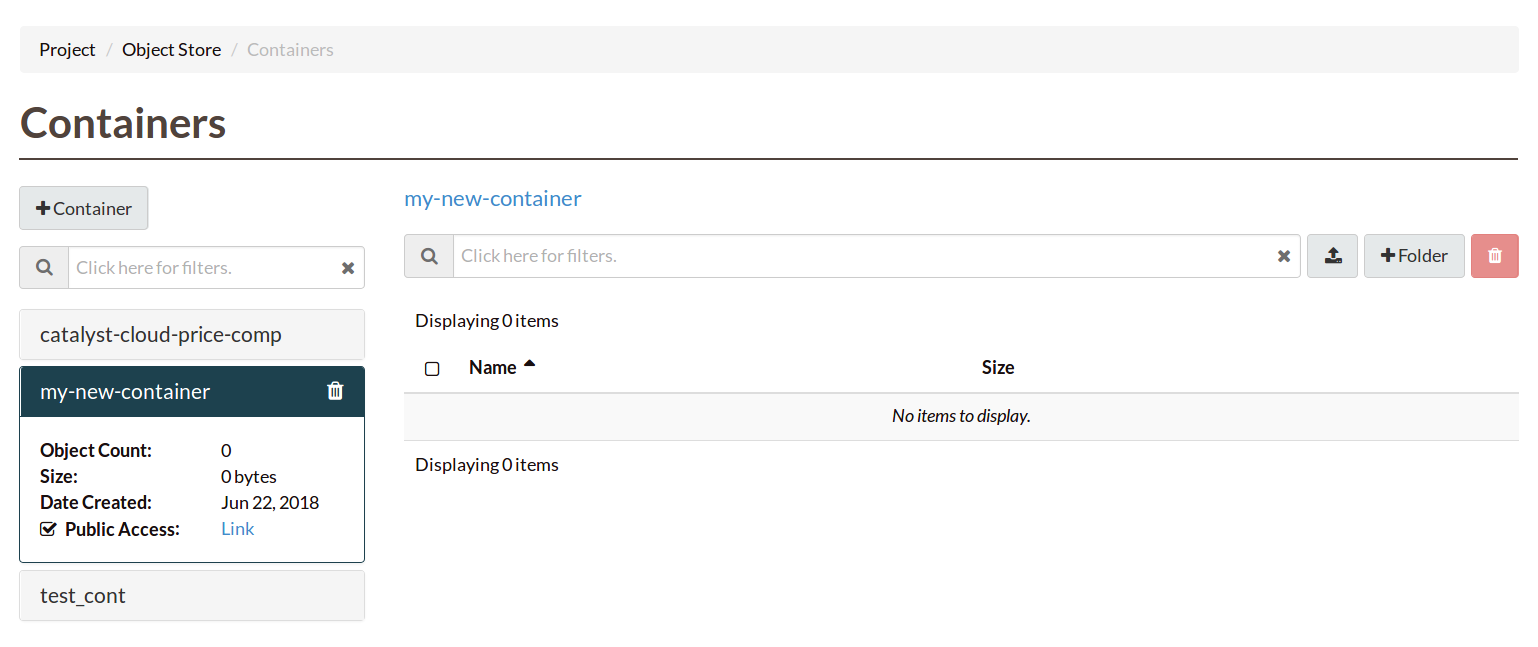 Project / Object Store / Containers
Containers
Container
Click here for filters.
catalyst-cloud-price-comp
my-new-container
Object Count: 0
Size: 0 bytes
Date Created: Jun 22, 2018
Public Access: Link
test_cont
my-new-container
Click here for filters.
Folder
Displaying 0 items
Name Size
No items to display.
Displaying 0 items